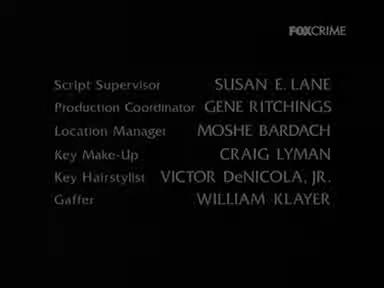 FOXCRIME
Script Supervisor SUSAN E. LANE
Production Coordinator GENE RITCHINGS
Location Manager MOSHE BARDACH
Key Make-Up CRAIG LYMAN
Key Hairstylist VICTOR DeNICOLA, JR.
Gaffer WILLIAM KLAYER